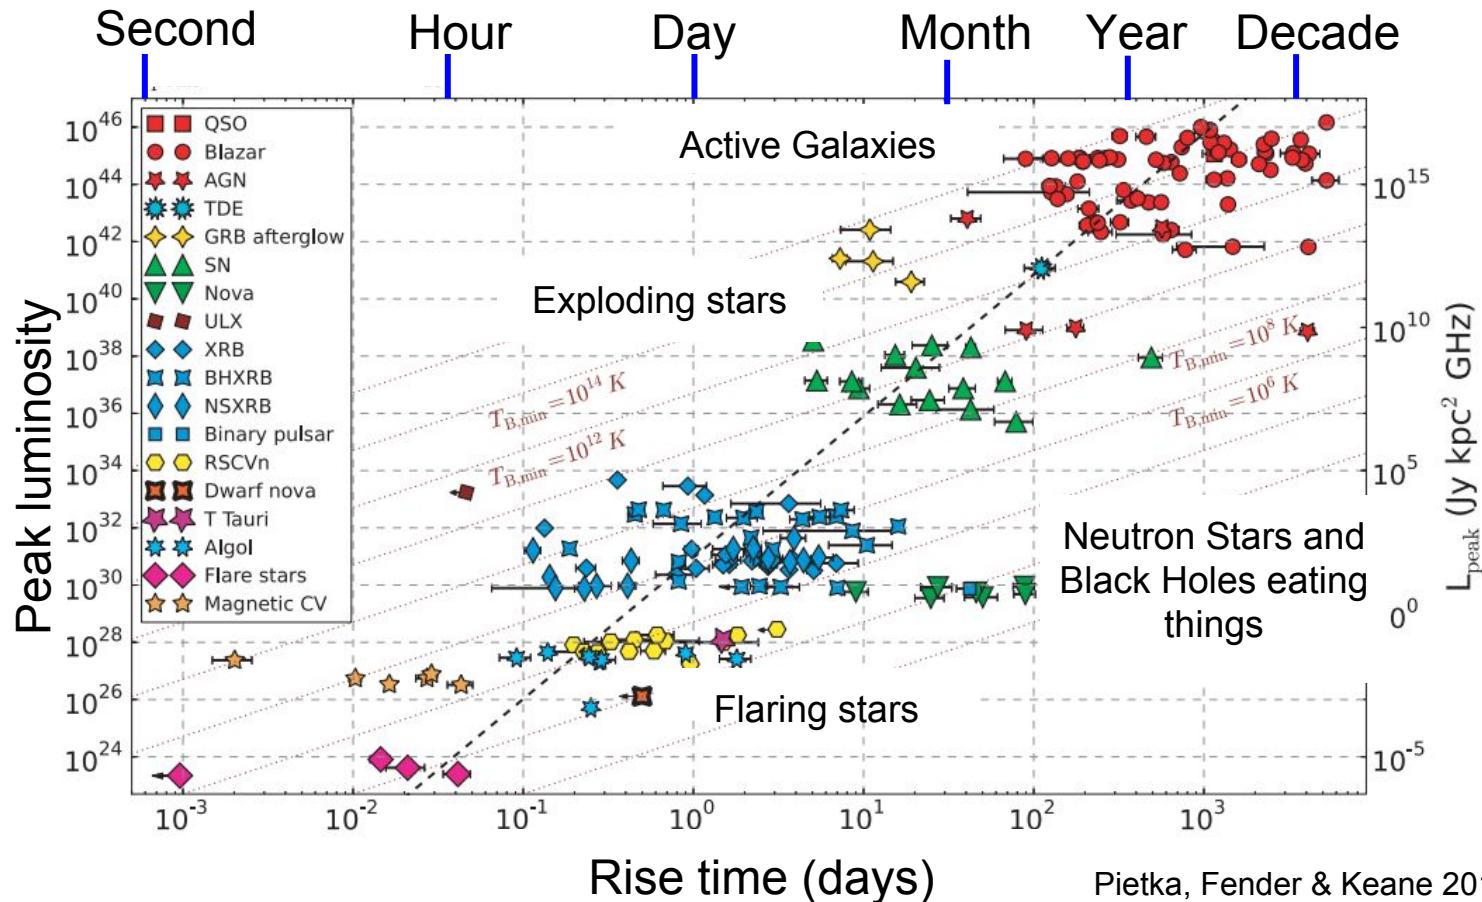 Second Hour Day Month Year Decade
10^46
10^44
10^42
10^40
10^38
10^36
10^34
10^32
10^30
10^28
10^26
10^24
Peak luminosity
QSO
Blazar
AGN
TDE
GRB afterglow
SN
Nova
ULX
XRB
BHXRB
NSXRB
Binary pulsar
RSCVn
Dwarf nova
T Tauri
Algol
Flare stars
Magnetic CV
Active Galaxies
Exploding stars
T_B,min = 10^14 K
T_B,min = 10^12 K
T_B,min = 10^8 K
T_B,min = 10^6 K
Neutron Stars and
Black Holes eating
things
Flaring stars
10^15
10^10
10^5
10^0
10^-5
L_peak (Jy kpc^2 GHz)
10^-3 10^-2 10^-1 10^0 10^1 10^2 10^3
Rise time (days)
Pietka, Fender & Keane